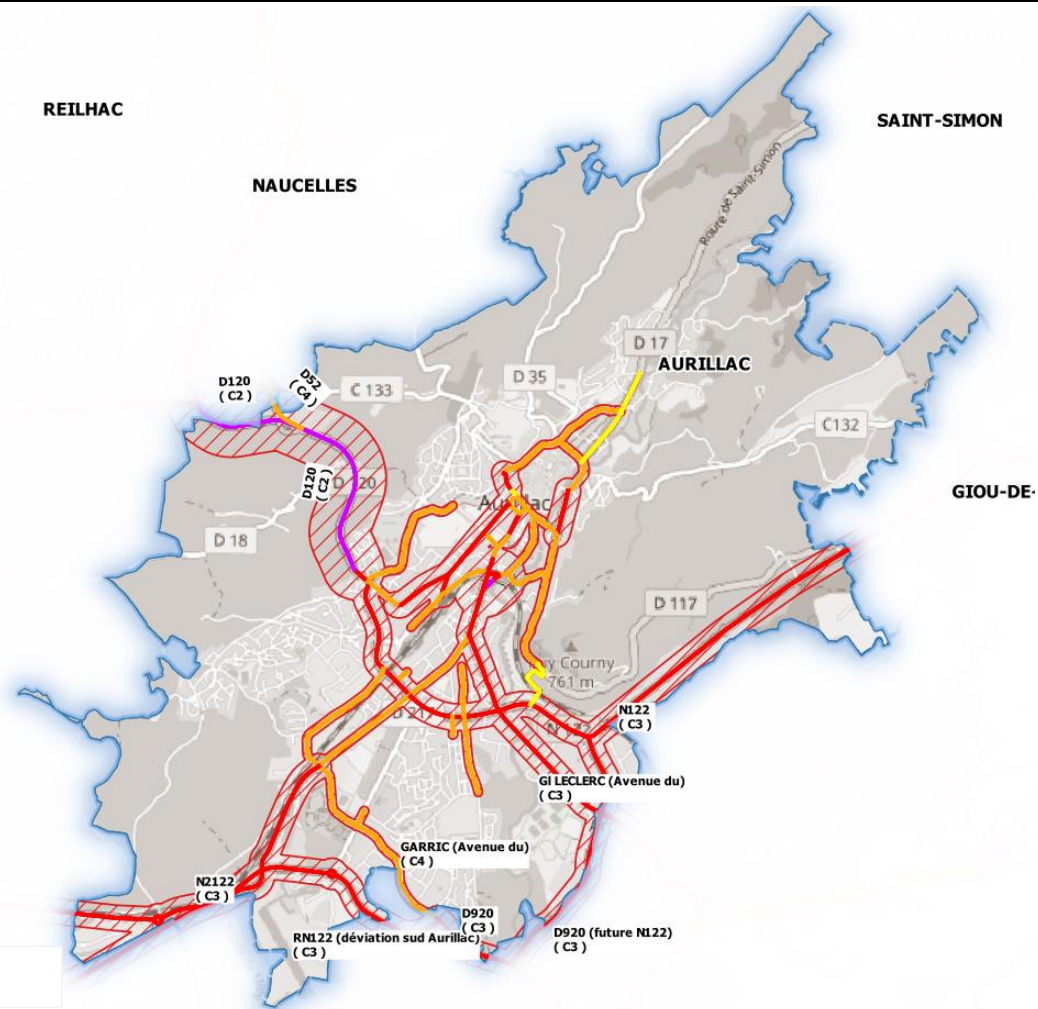 REILHAC
SAINT-SIMON
NAUCELLES
Route de Saint-Simon
D 17
AURILLAC
D120
( C2 )
D52
( C4 )
C 133
D 35
C132
D120
( C2 )
Aurillac
GIOU-DE-
D 18
D 117
Puy Courny
761 m
N122
( C3 )
D 21
N 122
Gl LECLERC (Avenue du)
( C3 )
GARRIC (Avenue du)
( C4 )
N2122
( C3 )
D920
( C3 )
D920 (future N122)
( C3 )
RN122 (déviation sud Aurillac)
( C3 )